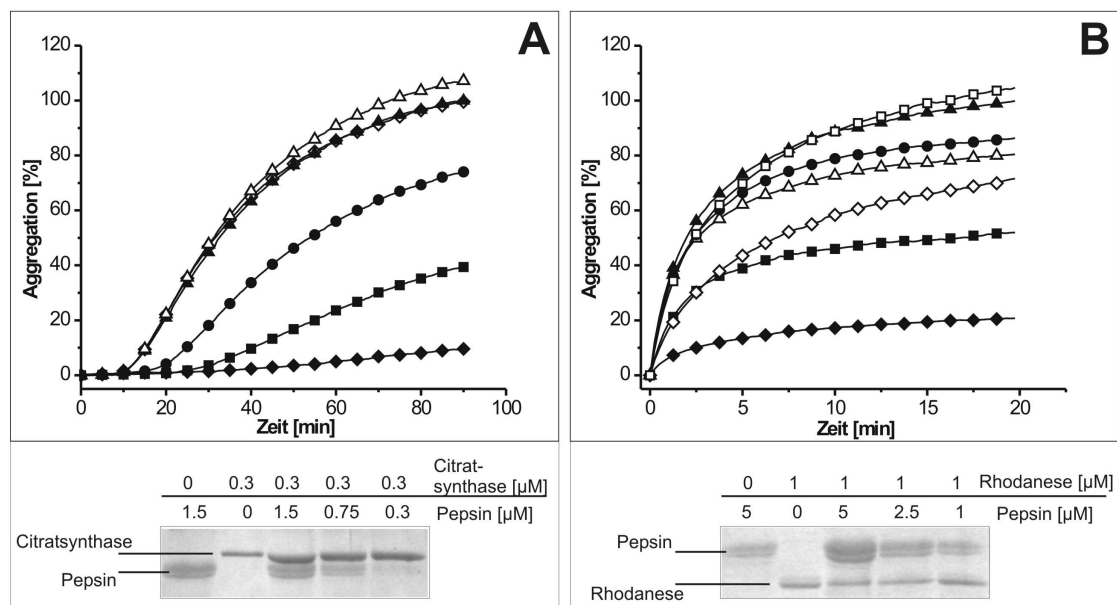 A
120
100
80
60
40
20
0
Aggregation [%]
0 20 40 60 80 100
Zeit [min]
B
120
100
80
60
40
20
0
Aggregation [%]
0 5 10 15 20
Zeit [min]
0 0.3 0.3 0.3 0.3 Citrat-
synthase [µM]
1.5 0 1.5 0.75 0.3 Pepsin [µM]
Citratsynthase
Pepsin
0 1 1 1 1 Rhodanese [µM]
5 0 5 2.5 1 Pepsin [µM]
Pepsin
Rhodanese